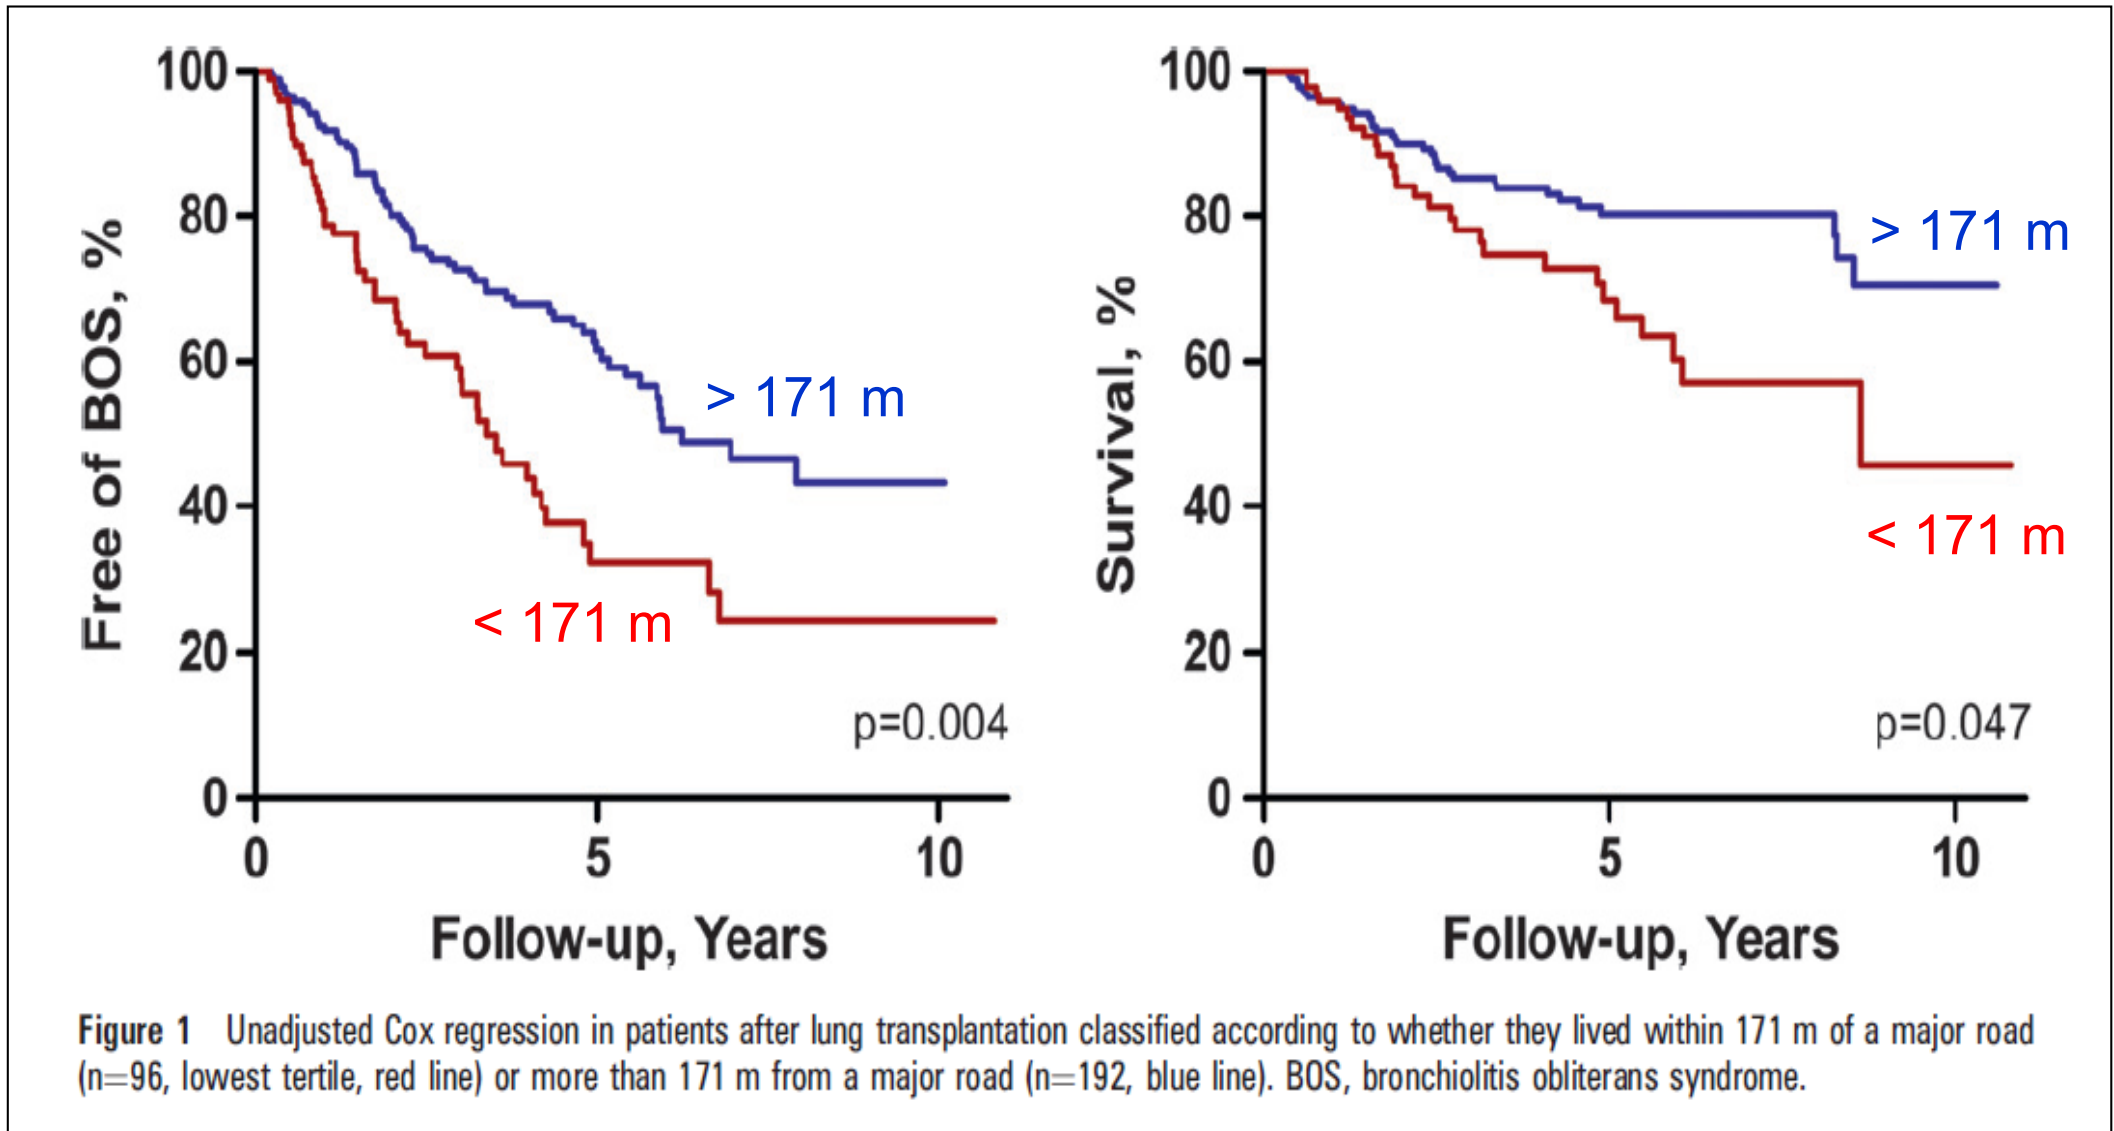 100
80
60
40
20
0
Free of BOS, %
> 171 m
< 171 m
p=0.004
0 5 10
Follow-up, Years
100
80
60
40
20
0
Survival, %
> 171 m
< 171 m
p=0.047
0 5 10
Follow-up, Years
Figure 1 Unadjusted Cox regression in patients after lung transplantation classified according to whether they lived within 171 m of a major road
(n=96, lowest tertile, red line) or more than 171 m from a major road (n=192, blue line). BOS, bronchiolitis obliterans syndrome.